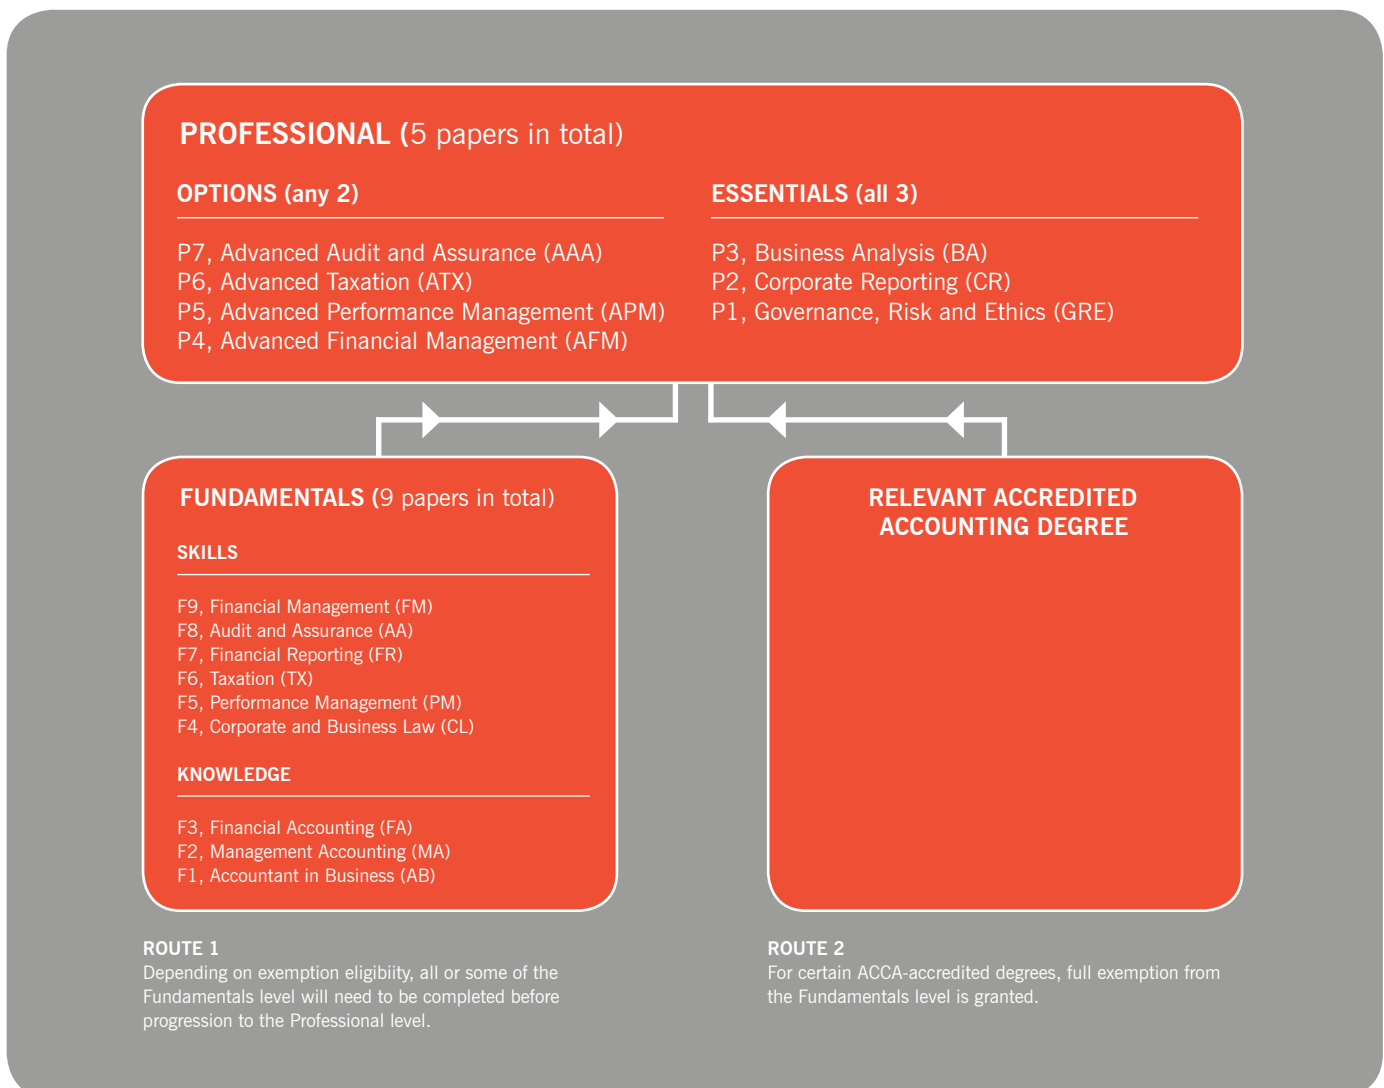 PROFESSIONAL (5 papers in total)
OPTIONS (any 2)
P7, Advanced Audit and Assurance (AAA)
P6, Advanced Taxation (ATX)
P5, Advanced Performance Management (APM)
P4, Advanced Financial Management (AFM)
ESSENTIALS (all 3)
P3, Business Analysis (BA)
P2, Corporate Reporting (CR)
P1, Governance, Risk and Ethics (GRE)
FUNDAMENTALS (9 papers in total)
SKILLS
F9, Financial Management (FM)
F8, Audit and Assurance (AA)
F7, Financial Reporting (FR)
F6, Taxation (TX)
F5, Performance Management (PM)
F4, Corporate and Business Law (CL)
KNOWLEDGE
F3, Financial Accounting (FA)
F2, Management Accounting (MA)
F1, Accountant in Business (AB)
RELEVANT ACCREDITED
ACCOUNTING DEGREE
ROUTE 1
Depending on exemption eligibiity, all or some of the
Fundamentals level will need to be completed before
progression to the Professional level.
ROUTE 2
For certain ACCA-accredited degrees, full exemption from
the Fundamentals level is granted.